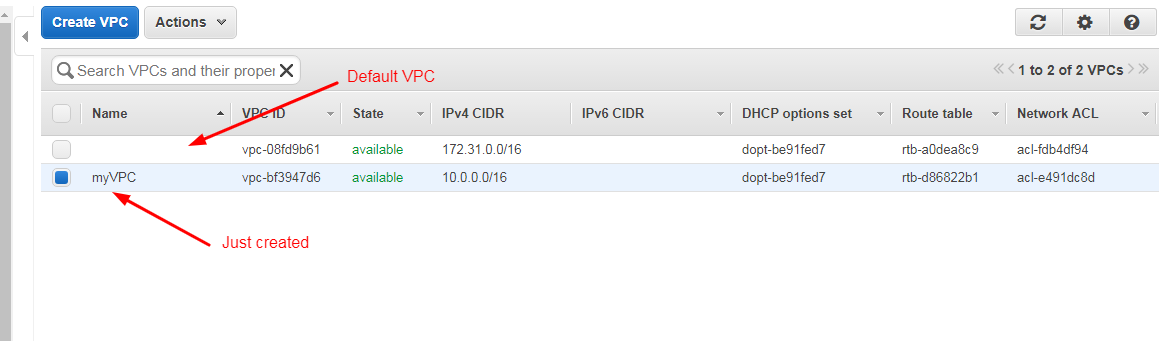 Create VPC Actions
Search VPCs and their proper
Default VPC
1 to 2 of 2 VPCs
Name VPC ID State IPv4 CIDR IPv6 CIDR DHCP options set Route table Network ACL
vpc-08fd9b61 available 172.31.0.0/16 dopt-be91fed7 rtb-a0dea8c9 acl-fdb4df94
myVPC vpc-bf3947d6 available 10.0.0.0/16 dopt-be91fed7 rtb-d86822b1 acl-e491dc8d
Just created